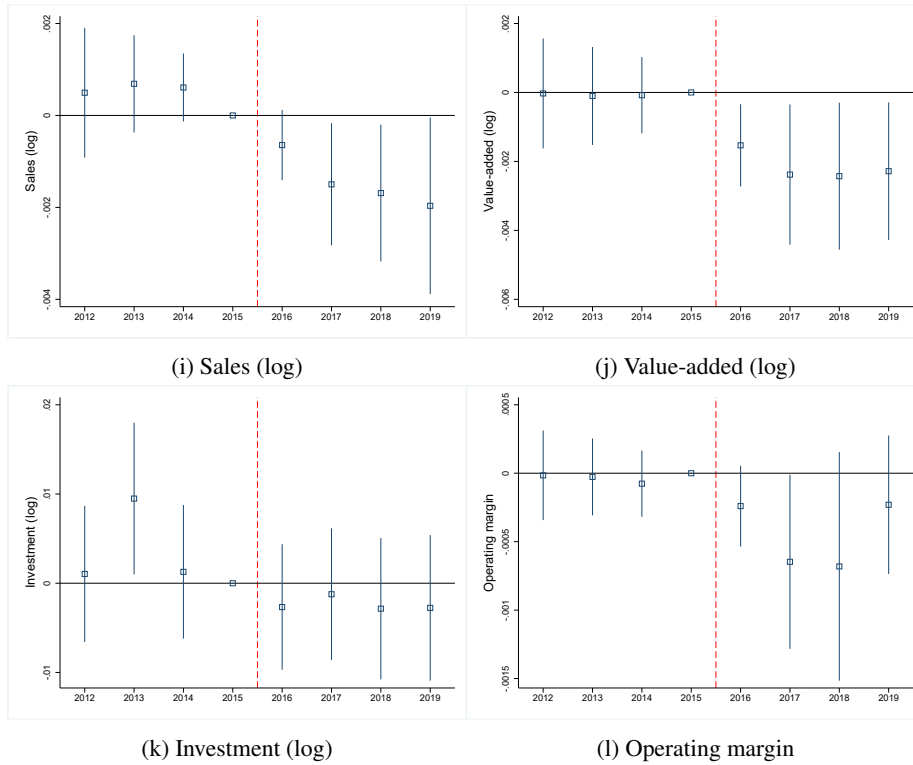 .002
0
-.002
-.004
Sales (log)
2012 2013 2014 2015 2016 2017 2018 2019
(i) Sales (log)
.002
0
-.002
-.004
-.006
Value-added (log)
2012 2013 2014 2015 2016 2017 2018 2019
(j) Value-added (log)
.02
.01
0
-.01
Investment (log)
2012 2013 2014 2015 2016 2017 2018 2019
(k) Investment (log)
.0005
0
-.0005
-.001
-.0015
Operating margin
2012 2013 2014 2015 2016 2017 2018 2019
(l) Operating margin